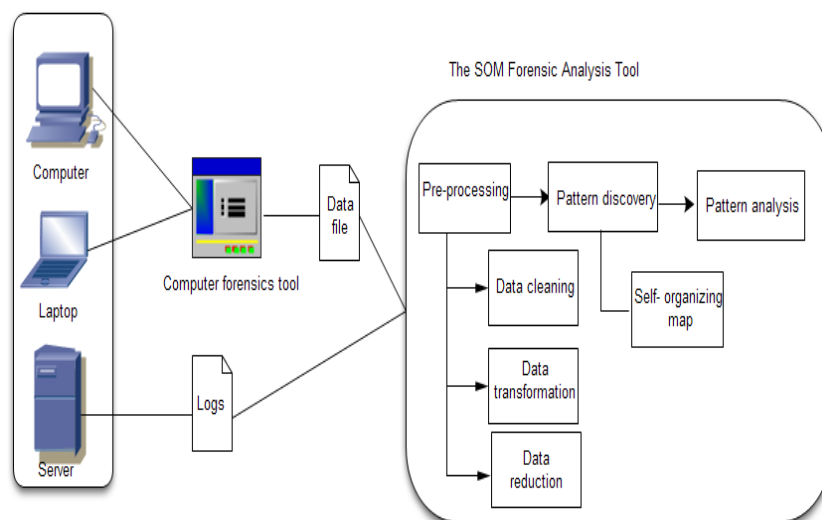 The SOM Forensic Analysis Tool
Computer
Laptop
Server
Computer forensics tool
Data
file
Logs
Pre-processing
Pattern discovery
Pattern analysis
Data cleaning
Self- organizing
map
Data
transformation
Data
reduction